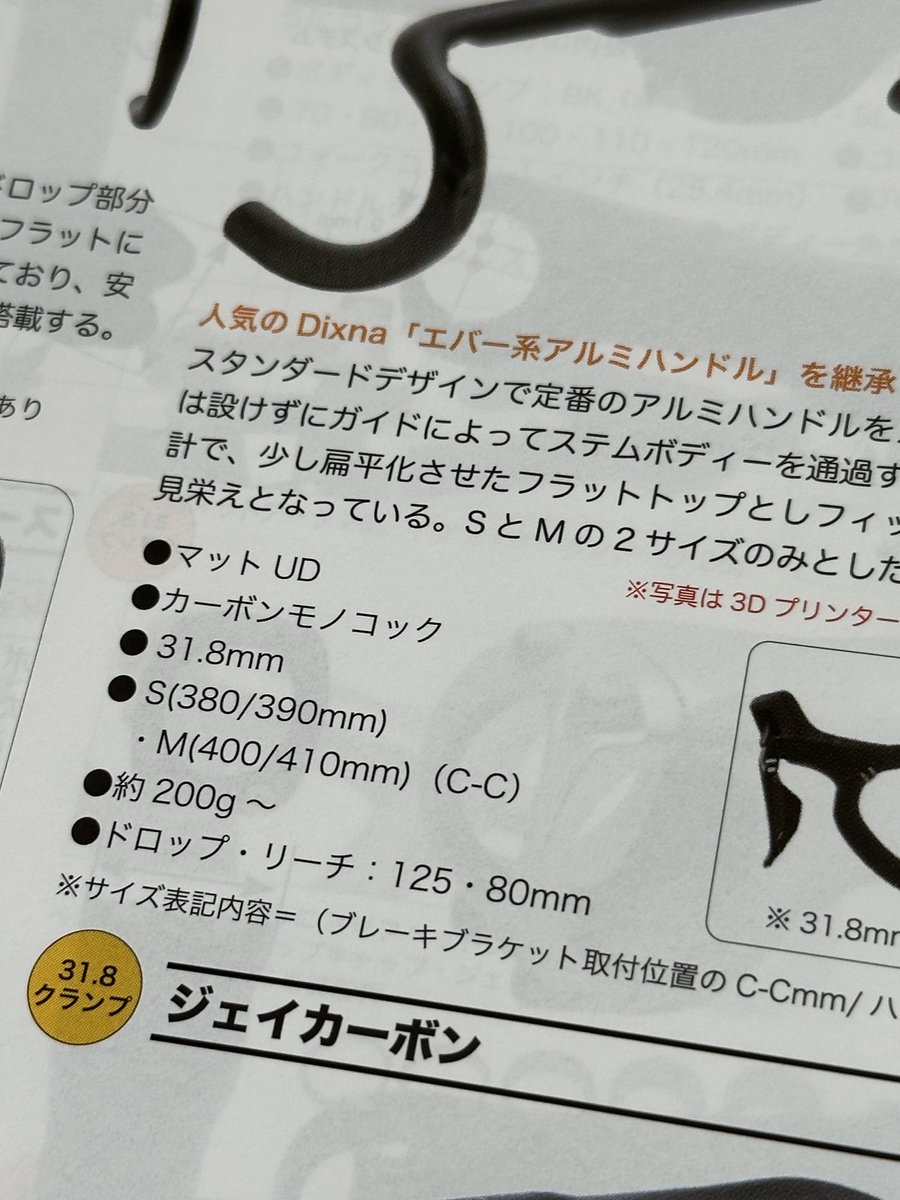 ドロップ部分
フラットに
ており、安
搭載する。
あり
人気の Dixna「エバー系アルミハンドル」を継承
スタンダードデザインで定番のアルミハンドルを
は設けずにガイドによってステムボディーを通過す
計で、少し扁平化させたフラットトップとしフィッ
見栄えとなっている。S と M の 2 サイズのみとした
※写真は 3D プリンター
●マット UD
●カーボンモノコック
● 31.8mm
● S(380/390mm)
・M(400/410mm)（C-C）
●約 200g ～
●ドロップ・リーチ：125・80mm
※サイズ表記内容＝（ブレーキブラケット取付位置の C-Cmm/ ハ
※ 31.8mm
31.8
クランプ
ジェイカーボン